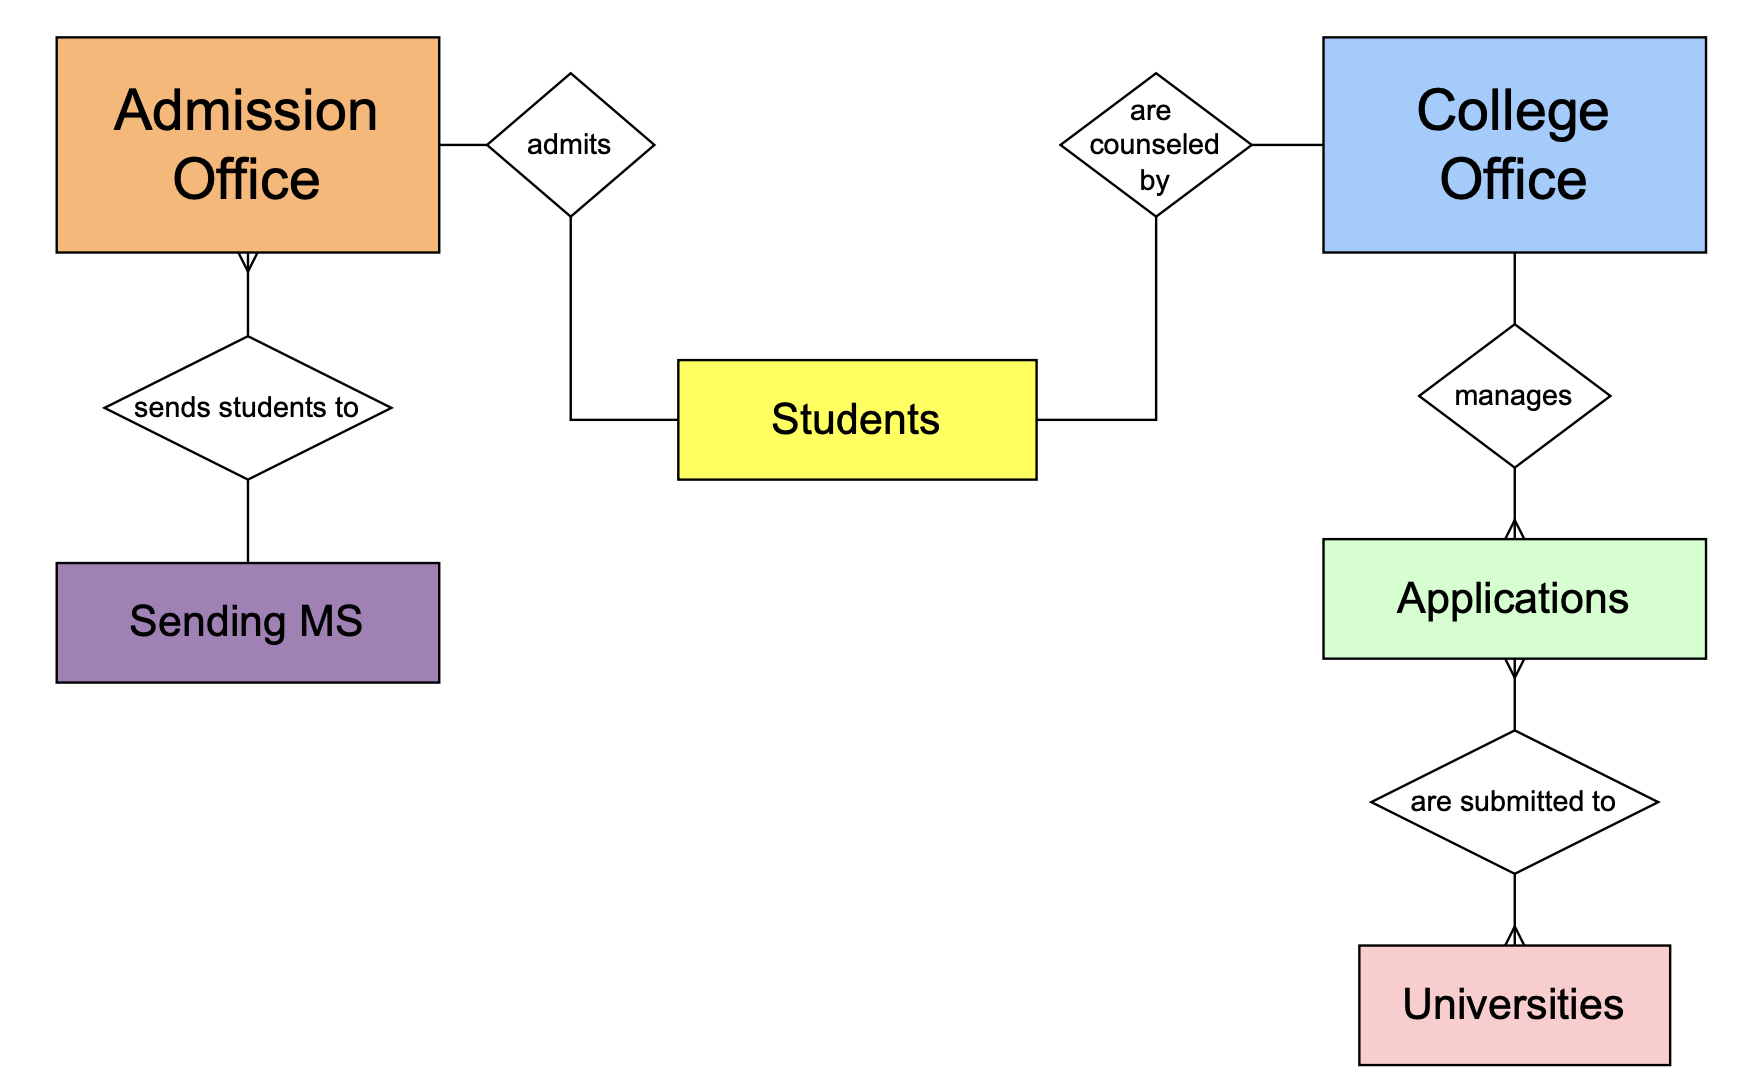 Admission
Office
admits
are
counseled
by
College
Office
sends students to
Students
manages
Sending MS
Applications
are submitted to
Universities